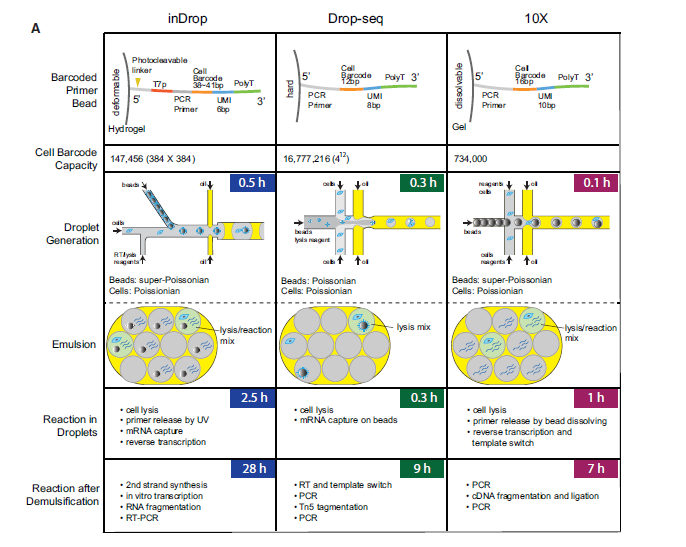 A
inDrop
Drop-seq
10X
Barcoded
Primer
Bead
deformable
Photocleavable
linker
5'
T7p
PCR
Primer
Cell
Barcode
38~41bp
UMI
6bp
PolyT
3'
Hydrogel
hard
5'
PCR
Primer
Cell
Barcode
12bp
UMI
8bp
PolyT
3'
dissolvable
5'
PCR
Primer
Cell
Barcode
16bp
UMI
10bp
PolyT
3'
Gel
Cell Barcode
Capacity
147,456 (384 X 384)
16,777,216 (4¹²)
734,000
Droplet
Generation
0.5 h
beads
oil
cells
RT/lysis
reagents
oil
Beads: super-Poissonian
Cells: Poissionian
0.3 h
cells
oil
beads
lysis reagent
cells
oil
Beads: Poissonian
Cells: Poissionian
0.1 h
reagents
cells
oil
beads
cells
reagents
oil
Beads: super-Poissonian
Cells: Poissionian
Emulsion
lysis/reaction
mix
lysis mix
lysis/reaction
mix
Reaction in
Droplets
2.5 h
• cell lysis
• primer release by UV
• mRNA capture
• reverse transcription
0.3 h
• cell lysis
• mRNA capture on beads
1 h
• cell lysis
• primer release by bead dissolving
• reverse transcription and
template switch
Reaction after
Demulsification
28 h
• 2nd strand synthesis
• in vitro transcription
• RNA fragmentation
• RT-PCR
9 h
• RT and template switch
• PCR
• Tn5 tagmentation
• PCR
7 h
• PCR
• cDNA fragmentation and ligation
• PCR